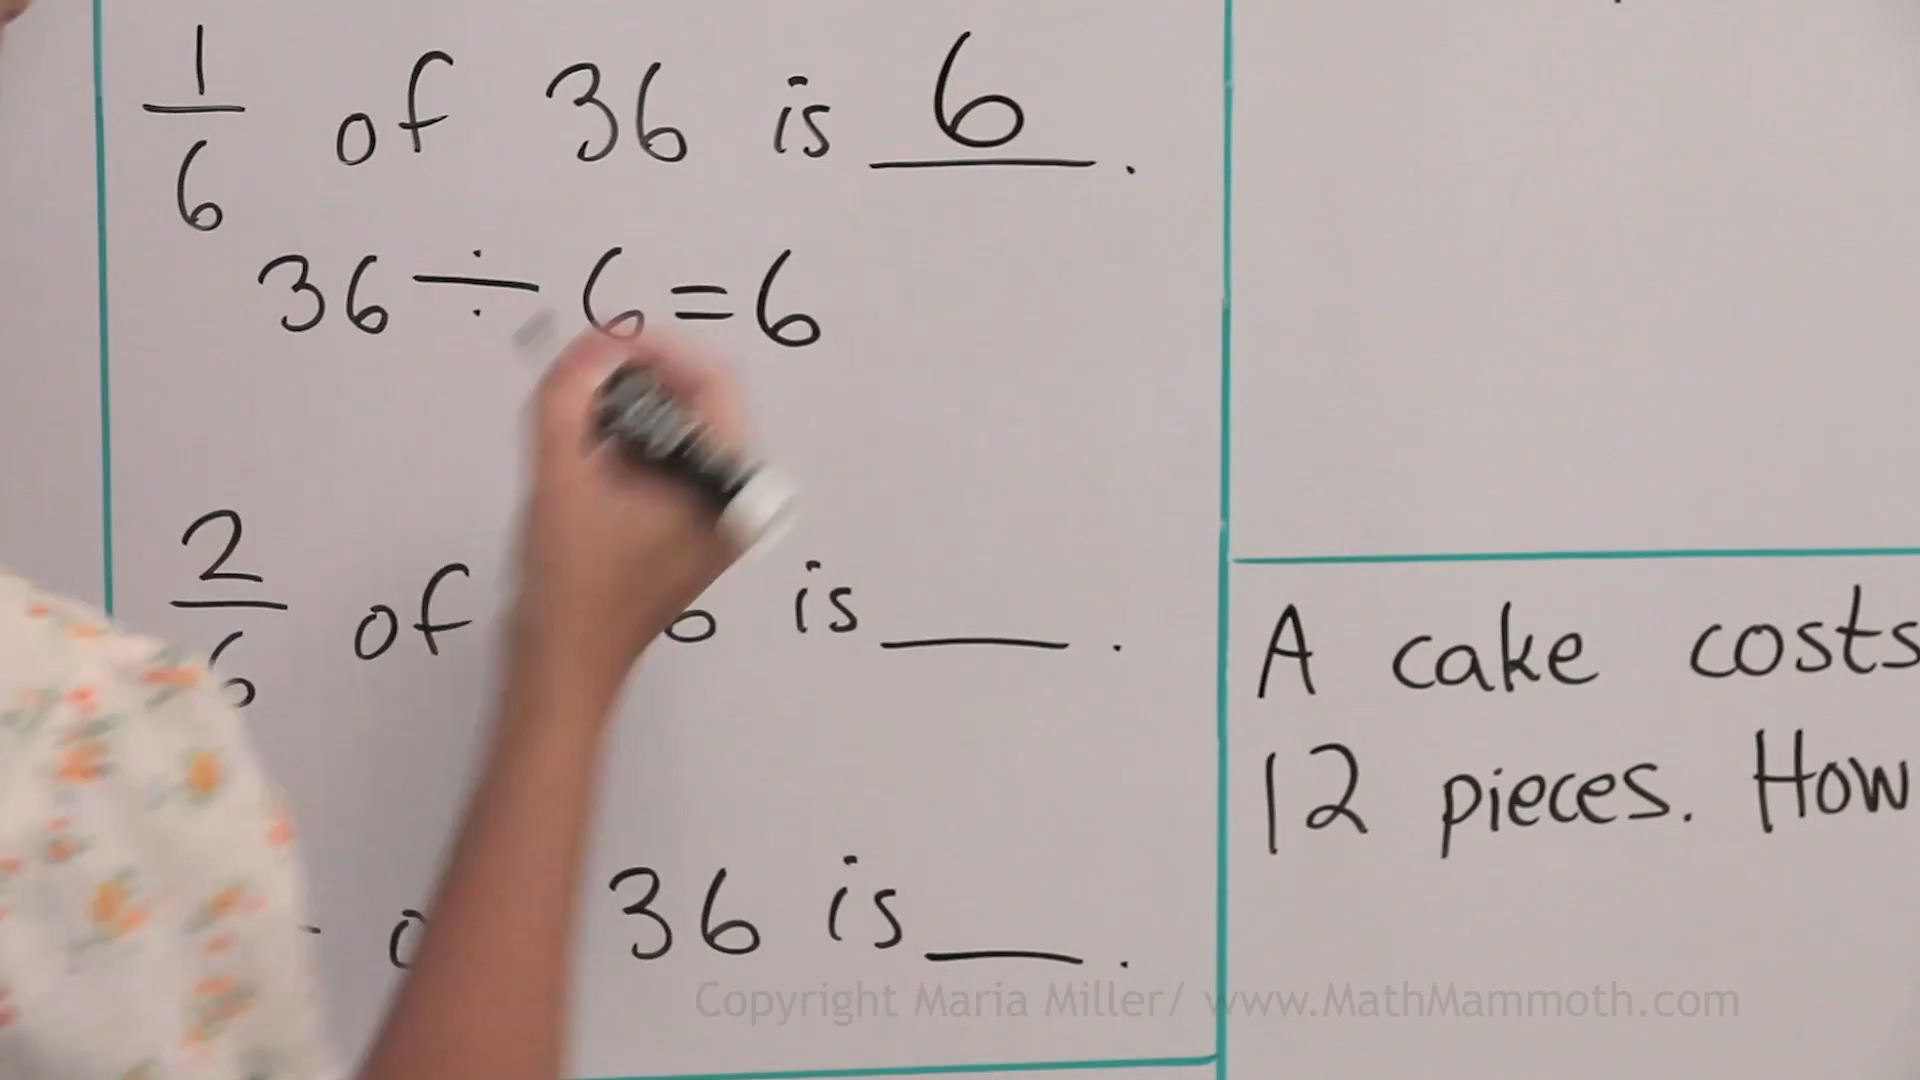 1/6 of 36 is 6 .
36 ÷ 6 = 6
2/6 of 6 is ___ .
36 is ___ .
A cake costs
12 pieces. How
Copyright Maria Miller/ www.MathMammoth.com